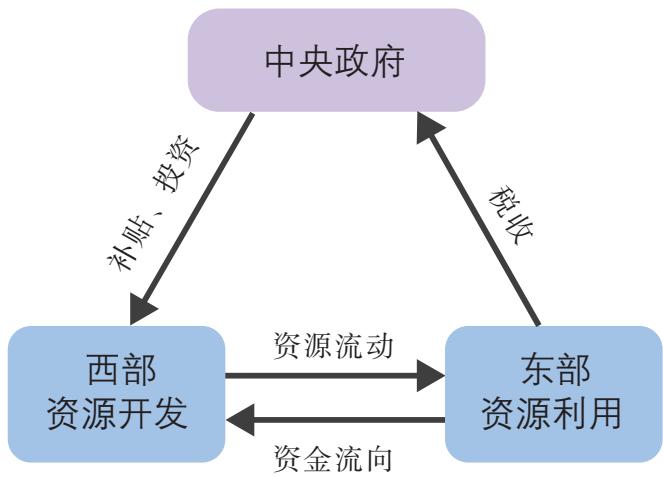 中央政府
补贴、投资
税收
资源流动
西部
资源开发
东部
资源利用
资金流向